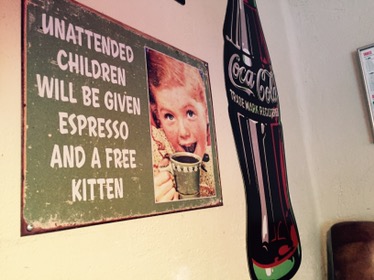 UNATTENDED
CHILDREN
WILL BE GIVEN
ESPRESSO
AND A FREE
KITTEN
Coca-Cola
TRADE MARK REGISTERED